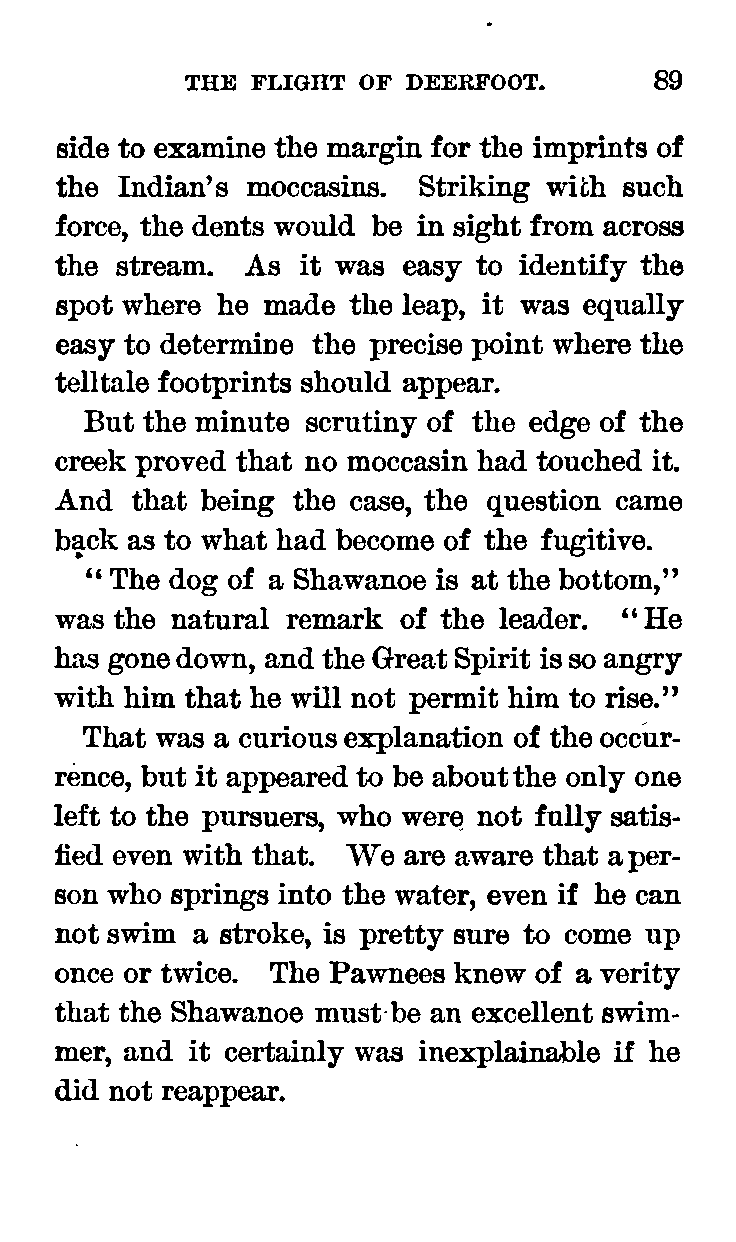 THE FLIGHT OF DEERFOOT. 89
side to examine the margin for the imprints of
the Indian's moccasins. Striking with such
force, the dents would be in sight from across
the stream. As it was easy to identify the
spot where he made the leap, it was equally
easy to determine the precise point where the
telltale footprints should appear.
But the minute scrutiny of the edge of the
creek proved that no moccasin had touched it.
And that being the case, the question came
back as to what had become of the fugitive.
"The dog of a Shawanoe is at the bottom,"
was the natural remark of the leader. "He
has gone down, and the Great Spirit is so angry
with him that he will not permit him to rise."
That was a curious explanation of the occur-
rence, but it appeared to be about the only one
left to the pursuers, who were not fully satis-
fied even with that. We are aware that a per-
son who springs into the water, even if he can
not swim a stroke, is pretty sure to come up
once or twice. The Pawnees knew of a verity
that the Shawanoe must be an excellent swim-
mer, and it certainly was inexplainable if he
did not reappear.